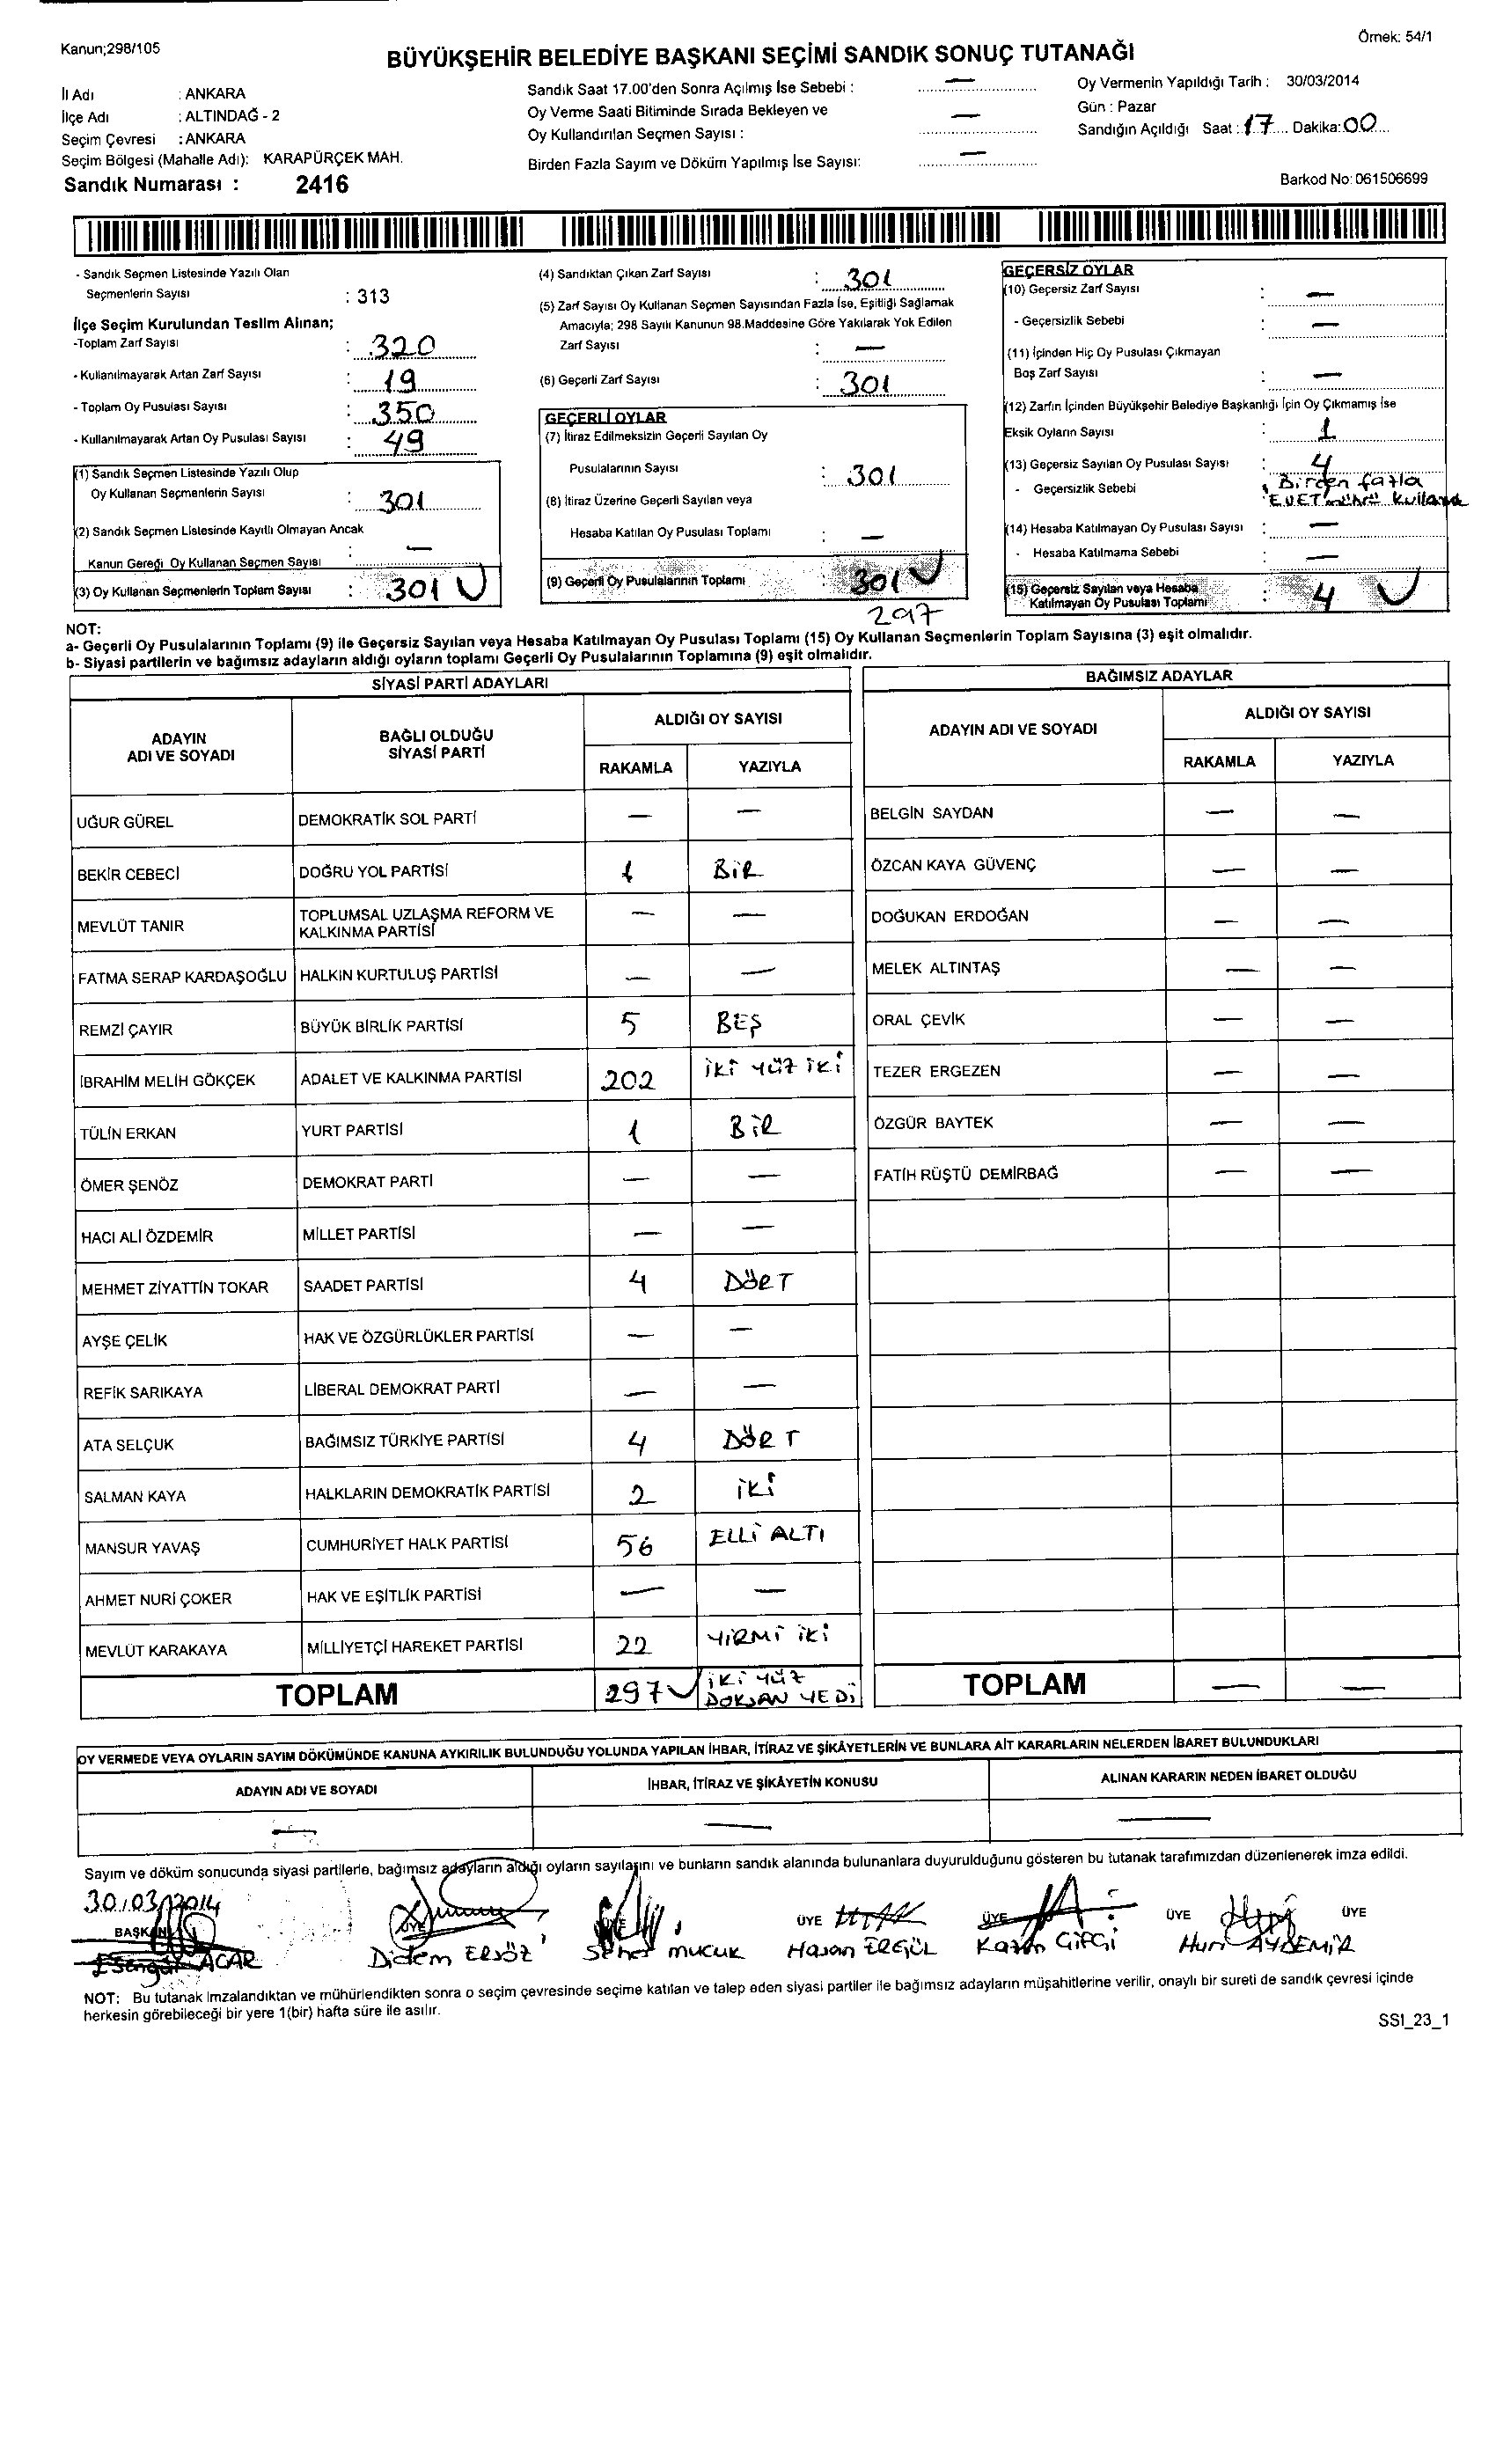 Kanun;298/105
Örnek: 54/1
BÜYÜKŞEHİR BELEDİYE BAŞKANI SEÇİMİ SANDIK SONUÇ TUTANAĞI
İl Adı : ANKARA
İlçe Adı : ALTINDAĞ - 2
Seçim Çevresi : ANKARA
Seçim Bölgesi (Mahalle Adı): KARAPÜRÇEK MAH.
Sandık Numarası : 2416
Sandık Saat 17.00'den Sonra Açılmış İse Sebebi : —
Oy Verme Saati Bitiminde Sırada Bekleyen ve
Oy Kullandırılan Seçmen Sayısı : —
Birden Fazla Sayım ve Döküm Yapılmış İse Sayısı: —
Oy Vermenin Yapıldığı Tarih : 30/03/2014
Gün : Pazar
Sandığın Açıldığı Saat : 17 Dakika: 00
Barkod No: 061506699
- Sandık Seçmen Listesinde Yazılı Olan
Seçmenlerin Sayısı : 313
İlçe Seçim Kurulundan Teslim Alınan;
-Toplam Zarf Sayısı : 320
- Kullanılmayarak Artan Zarf Sayısı : 19
- Toplam Oy Pusulası Sayısı : 350
- Kullanılmayarak Artan Oy Pusulası Sayısı : 49
(1) Sandık Seçmen Listesinde Yazılı Olup
Oy Kullanan Seçmenlerin Sayısı : 301
(2) Sandık Seçmen Listesinde Kayıtlı Olmayan Ancak
Kanun Gereği Oy Kullanan Seçmen Sayısı : —
(3) Oy Kullanan Seçmenlerin Toplam Sayısı : 301
(4) Sandıktan Çıkan Zarf Sayısı : 301
(5) Zarf Sayısı Oy Kullanan Seçmen Sayısından Fazla İse, Eşitliği Sağlamak
Amacıyla; 298 Sayılı Kanunun 98.Maddesine Göre Yakılarak Yok Edilen
Zarf Sayısı : —
(6) Geçerli Zarf Sayısı : 301
GEÇERLİ OYLAR
(7) İtiraz Edilmeksizin Geçerli Sayılan Oy
Pusulalarının Sayısı : 301
(8) İtiraz Üzerine Geçerli Sayılan veya
Hesaba Katılan Oy Pusulası Toplamı : —
(9) Geçerli Oy Pusulalarının Toplamı : 301
297
GEÇERSİZ OYLAR
(10) Geçersiz Zarf Sayısı : —
- Geçersizlik Sebebi : —
(11) İçinden Hiç Oy Pusulası Çıkmayan
Boş Zarf Sayısı : —
(12) Zarfın İçinden Büyükşehir Belediye Başkanlığı İçin Oy Çıkmamış İse
Eksik Oyların Sayısı : 1
(13) Geçersiz Sayılan Oy Pusulası Sayısı : 4
- Geçersizlik Sebebi : Birden fazla
EVET
(14) Hesaba Katılmayan Oy Pusulası Sayısı : —
- Hesaba Katılmama Sebebi : —
(15) Geçersiz Sayılan veya Hesaba
Katılmayan Oy Pusulası Toplamı : 4
NOT:
a- Geçerli Oy Pusulalarının Toplamı (9) ile Geçersiz Sayılan veya Hesaba Katılmayan Oy Pusulası Toplamı (15) Oy Kullanan Seçmenlerin Toplam Sayısına (3) eşit olmalıdır.
b- Siyasi partilerin ve bağımsız adayların aldığı oyların toplamı Geçerli Oy Pusulalarının Toplamına (9) eşit olmalıdır.
SİYASİ PARTİ ADAYLARI
ADAYIN ADI VE SOYADI
BAĞLI OLDUĞU SİYASİ PARTİ
ALDIĞI OY SAYISI
RAKAMLA YAZIYLA
UĞUR GÜREL DEMOKRATİK SOL PARTİ — —
BEKİR CEBECİ DOĞRU YOL PARTİSİ 1 BİR
MEVLÜT TANIR TOPLUMSAL UZLAŞMA REFORM VE KALKINMA PARTİSİ — —
FATMA SERAP KARDAŞOĞLU HALKIN KURTULUŞ PARTİSİ — —
REMZİ ÇAYIR BÜYÜK BİRLİK PARTİSİ 5 BEŞ
İBRAHİM MELİH GÖKÇEK ADALET VE KALKINMA PARTİSİ 202 İKİ YÜZ İKİ
TÜLİN ERKAN YURT PARTİSİ 1 BİR
ÖMER ŞENÖZ DEMOKRAT PARTİ — —
HACI ALİ ÖZDEMİR MİLLET PARTİSİ — —
MEHMET ZİYATTİN TOKAR SAADET PARTİSİ 4 DÖRT
AYŞE ÇELİK HAK VE ÖZGÜRLÜKLER PARTİSİ — —
REFİK SARIKAYA LİBERAL DEMOKRAT PARTİ — —
ATA SELÇUK BAĞIMSIZ TÜRKİYE PARTİSİ 4 DÖRT
SALMAN KAYA HALKLARIN DEMOKRATİK PARTİSİ 2 İKİ
MANSUR YAVAŞ CUMHURİYET HALK PARTİSİ 56 ELLİ ALTI
AHMET NURİ ÇOKER HAK VE EŞİTLİK PARTİSİ — —
MEVLÜT KARAKAYA MİLLİYETÇİ HAREKET PARTİSİ 22 YİRMİ İKİ
TOPLAM 297 İKİ YÜZ DOKSAN YEDİ
BAĞIMSIZ ADAYLAR
ADAYIN ADI VE SOYADI
ALDIĞI OY SAYISI
RAKAMLA YAZIYLA
BELGİN SAYDAN — —
ÖZCAN KAYA GÜVENÇ — —
DOĞUKAN ERDOĞAN — —
MELEK ALTINTAŞ — —
ORAL ÇEVİK — —
TEZER ERGEZEN — —
ÖZGÜR BAYTEK — —
FATİH RÜŞTÜ DEMİRBAĞ — —
TOPLAM — —
OY VERMEDE VEYA OYLARIN SAYIM DÖKÜMÜNDE KANUNA AYKIRILIK BULUNDUĞU YOLUNDA YAPILAN İHBAR, İTİRAZ VE ŞİKÂYETLERİN VE BUNLARA AİT KARARLARIN NELERDEN İBARET BULUNDUKLARI
ADAYIN ADI VE SOYADI İHBAR, İTİRAZ VE ŞİKÂYETİN KONUSU ALINAN KARARIN NEDEN İBARET OLDUĞU
— — —
Sayım ve döküm sonucunda siyasi partilerle, bağımsız adayların aldığı oyların sayılarını ve bunların sandık alanında bulunanlara duyurulduğunu gösteren bu tutanak tarafımızdan düzenlenerek imza edildi.
30/03/2014
BAŞKAN ÜYE ÜYE ÜYE ÜYE ÜYE ÜYE
ACAR Didem ERSÖZ mucuk Hasan ERGÜL AYDEMİR
NOT: Bu tutanak imzalandıktan ve mühürlendikten sonra o seçim çevresinde seçime katılan ve talep eden siyasi partiler ile bağımsız adayların müşahitlerine verilir, onaylı bir sureti de sandık çevresi içinde
herkesin görebileceği bir yere 1(bir) hafta süre ile asılır.
SSI_23_1